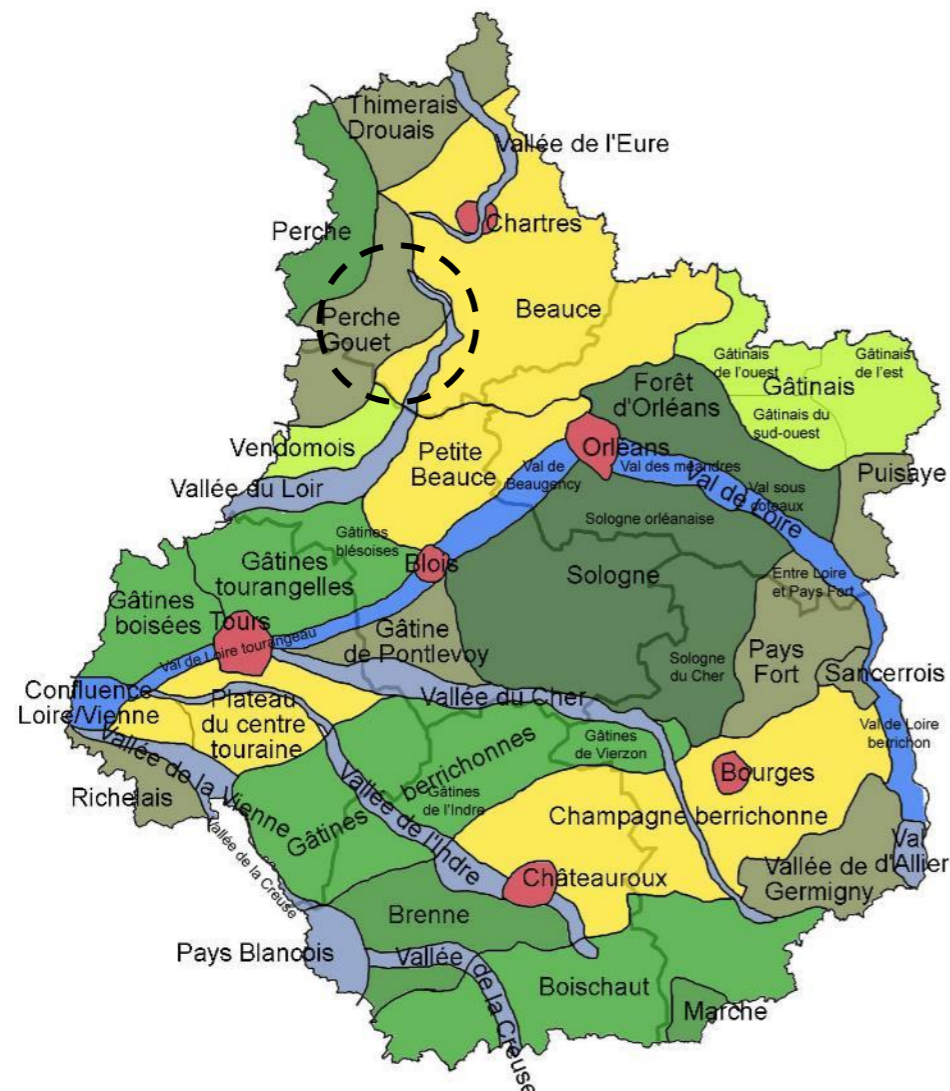 Thimerais
Drouais
Vallée de l'Eure
Chartres
Perche
Beauce
Perche
Gouet
Gâtinais
de l'ouest
Gâtinais
de l'est
Gâtinais
Forêt
d'Orléans
Gâtinais du
sud-ouest
Vendomois
Petite
Beauce
Orléans
Val de
Beaugency
Val des méandres
Puisaye
Vallée du Loir
Val sous
coteaux
Val de Loire
Sologne orléanaise
Gâtines
blésoises
Blois
Gâtines
tourangelles
Sologne
Entre Loire
et Pays Fort
Gâtines
boisées
Tours
Val de Loire tourangeau
Gâtine
de Pontlevoy
Pays
Fort
Sologne
du Cher
Sancerrois
Confluence
Loire/Vienne
Plateau
du centre
touraine
Vallée du Cher
Val de Loire
berrichon
Vallée de la Vienne
Gâtines
de Vierzon
Bourges
Richelais
Gâtines berrichonnes
Vallée de l'Indre
Gâtines
de l'Indre
Champagne berrichonne
Vallée de la Creuse
Châteauroux
Vallée de
Germigny
Val
d'Allier
Brenne
Pays Blancois
Vallée de la Creuse
Boischaut
Marche